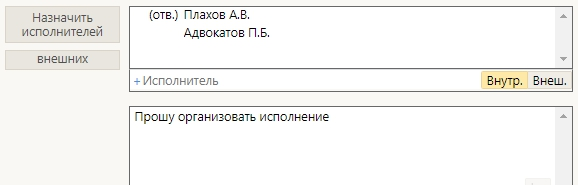 Назначить
исполнителей
внешних
(отв.) Плахов А.В.
Адвокатов П.Б.
+ Исполнитель
Внутр. Внеш.
Прошу организовать исполнение